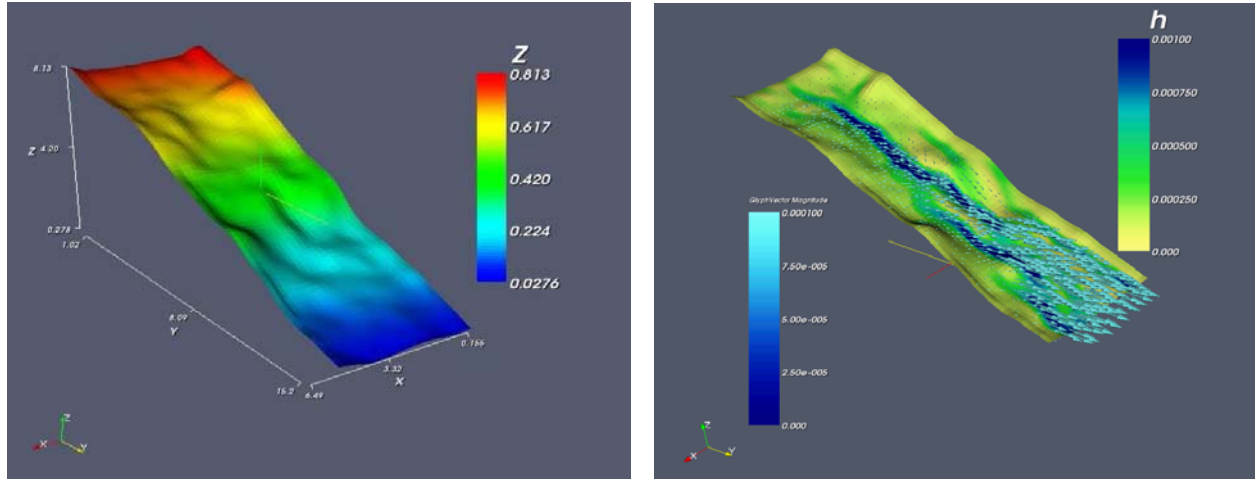 Z
0.813
0.617
0.420
0.224
0.0276
8.13
Z 4.20
0.276
1.02
8.09
Y
15.2
6.49
3.32
X
0.155
Z
X
Y
h
0.00100
0.000750
0.000500
0.000250
0.000
GlyphVector Magnitude
0.000100
7.50e-005
5.00e-005
2.50e-005
0.000
Z
X
Y